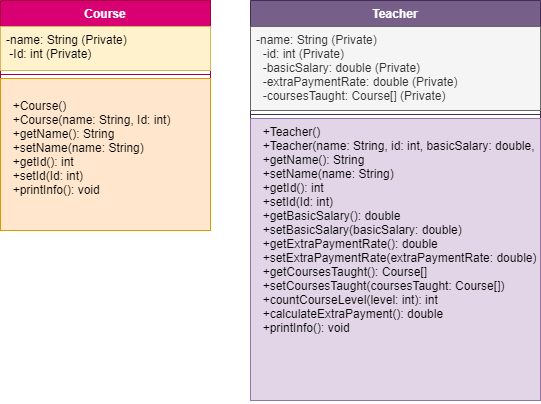 Course
-name: String (Private)
-Id: int (Private)
+Course()
+Course(name: String, Id: int)
+getName(): String
+setName(name: String)
+getId(): int
+setId(Id: int)
+printInfo(): void
Teacher
-name: String (Private)
-id: int (Private)
-basicSalary: double (Private)
-extraPaymentRate: double (Private)
-coursesTaught: Course[] (Private)
+Teacher()
+Teacher(name: String, id: int, basicSalary: double,
+getName(): String
+setName(name: String)
+getId(): int
+setId(Id: int)
+getBasicSalary(): double
+setBasicSalary(basicSalary: double)
+getExtraPaymentRate(): double
+setExtraPaymentRate(extraPaymentRate: double)
+getCoursesTaught(): Course[]
+setCoursesTaught(coursesTaught: Course[])
+countCourseLevel(level: int): int
+calculateExtraPayment(): double
+printInfo(): void